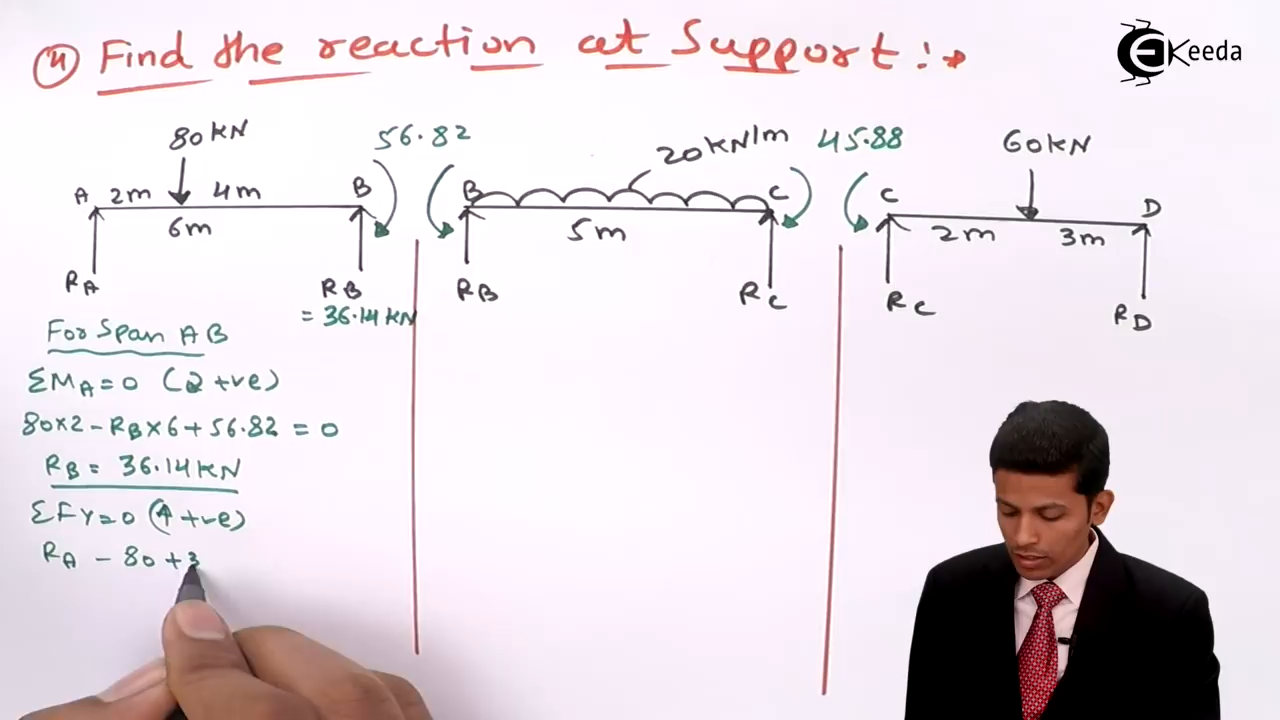 4) Find the reaction at Support :→
EKeeda
80 KN
A 2m 4m B
6m
RA
RB
= 36.14 KN
56.82
20 KN/m
B C
5m
RB
RC
45.88
60KN
C D
2m 3m
RC
RD
For Span AB
ΣMA=0 (↻ +ve)
80×2 - RB×6 + 56.82 = 0
RB = 36.14 KN
ΣFY=0 (↑ +ve)
RA - 80 + 3